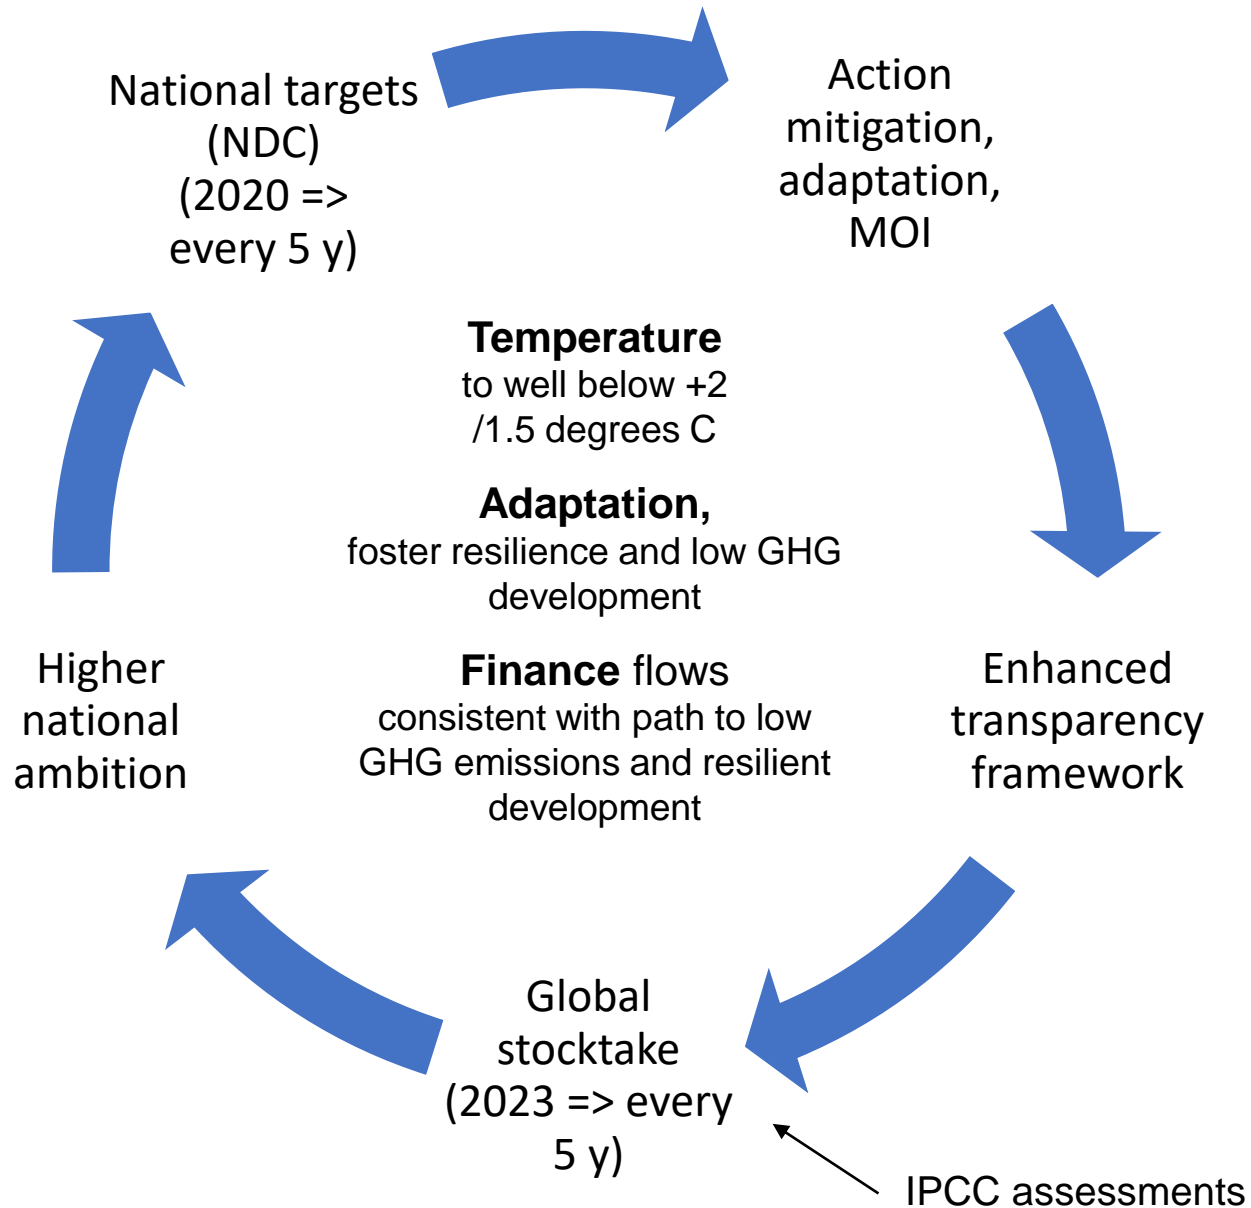 National targets
(NDC)
(2020 =>
every 5 y)
Action
mitigation,
adaptation,
MOI
Temperature
to well below +2
/1.5 degrees C
Adaptation,
foster resilience and low GHG
development
Finance flows
consistent with path to low
GHG emissions and resilient
development
Higher
national
ambition
Enhanced
transparency
framework
Global
stocktake
(2023 => every
5 y)
IPCC assessments